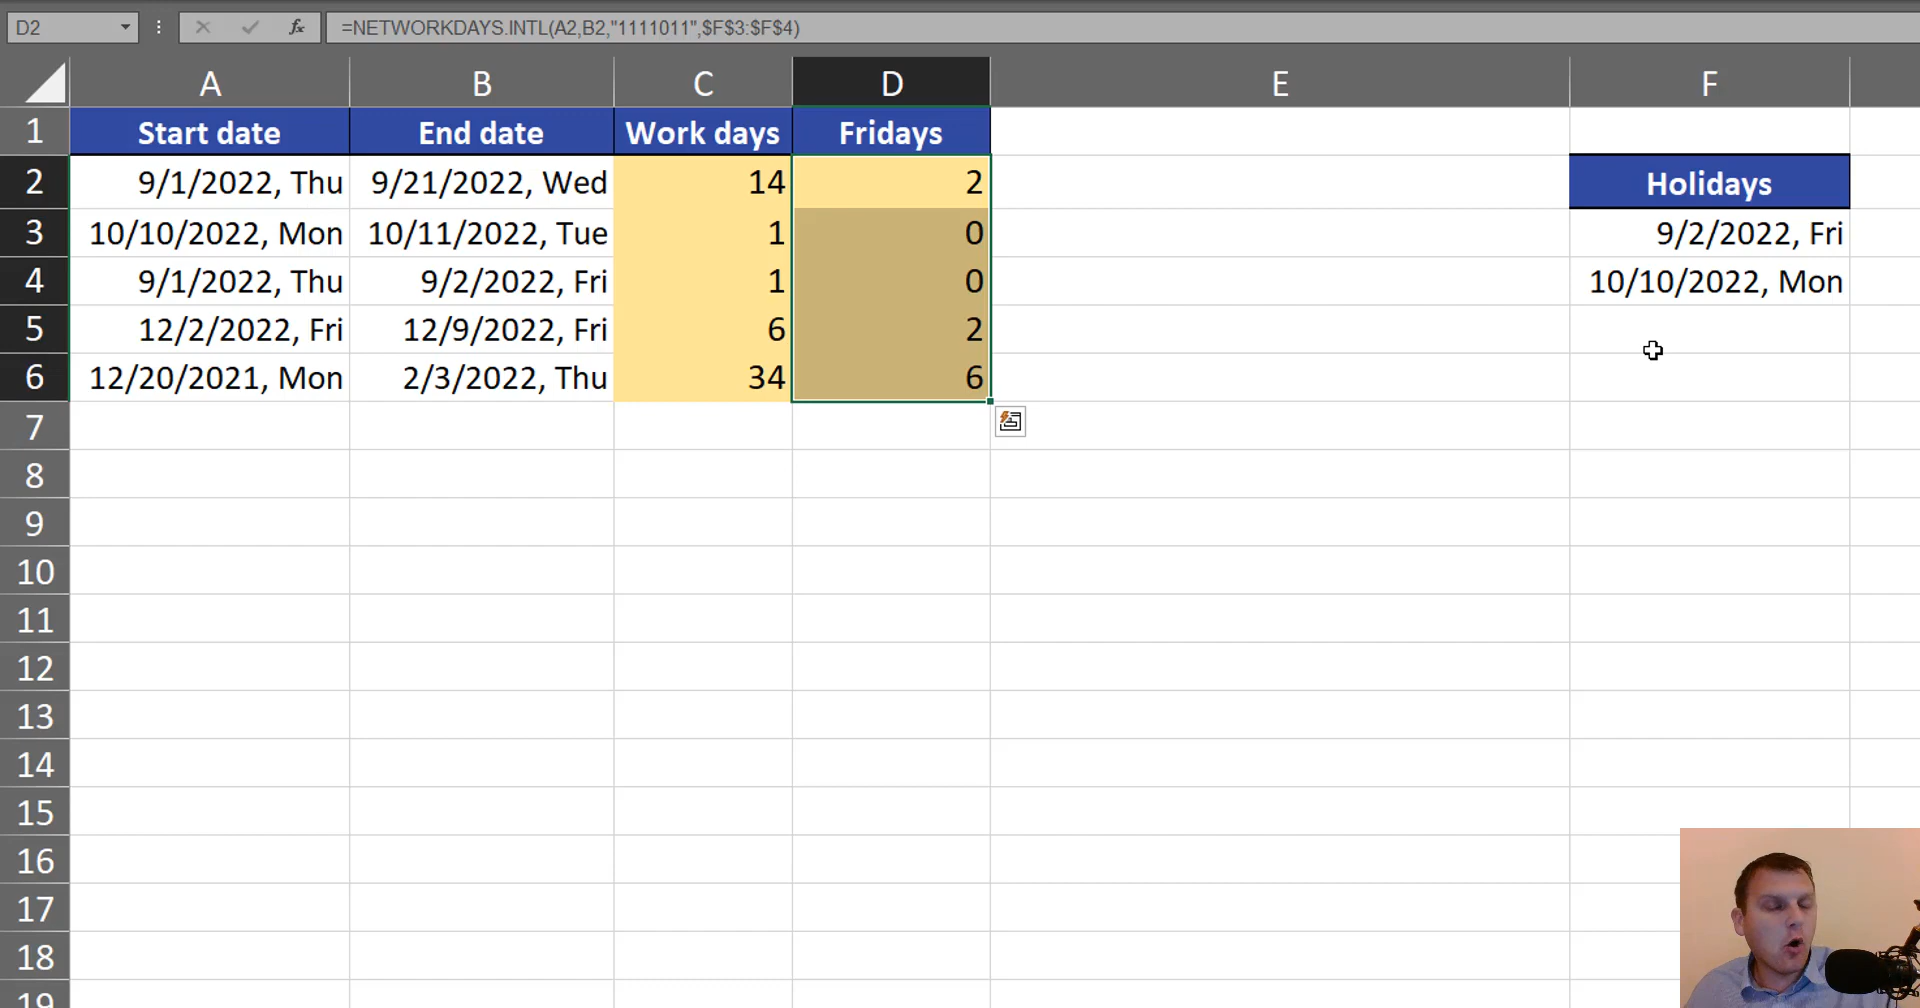 D2 fx =NETWORKDAYS.INTL(A2,B2,"1111011",$F$3:$F$4)
A B C D E F
1 Start date End date Work days Fridays
2 9/1/2022, Thu 9/21/2022, Wed 14 2 Holidays
3 10/10/2022, Mon 10/11/2022, Tue 1 0 9/2/2022, Fri
4 9/1/2022, Thu 9/2/2022, Fri 1 0 10/10/2022, Mon
5 12/2/2022, Fri 12/9/2022, Fri 6 2
6 12/20/2021, Mon 2/3/2022, Thu 34 6
7
8
9
10
11
12
13
14
15
16
17
18
19